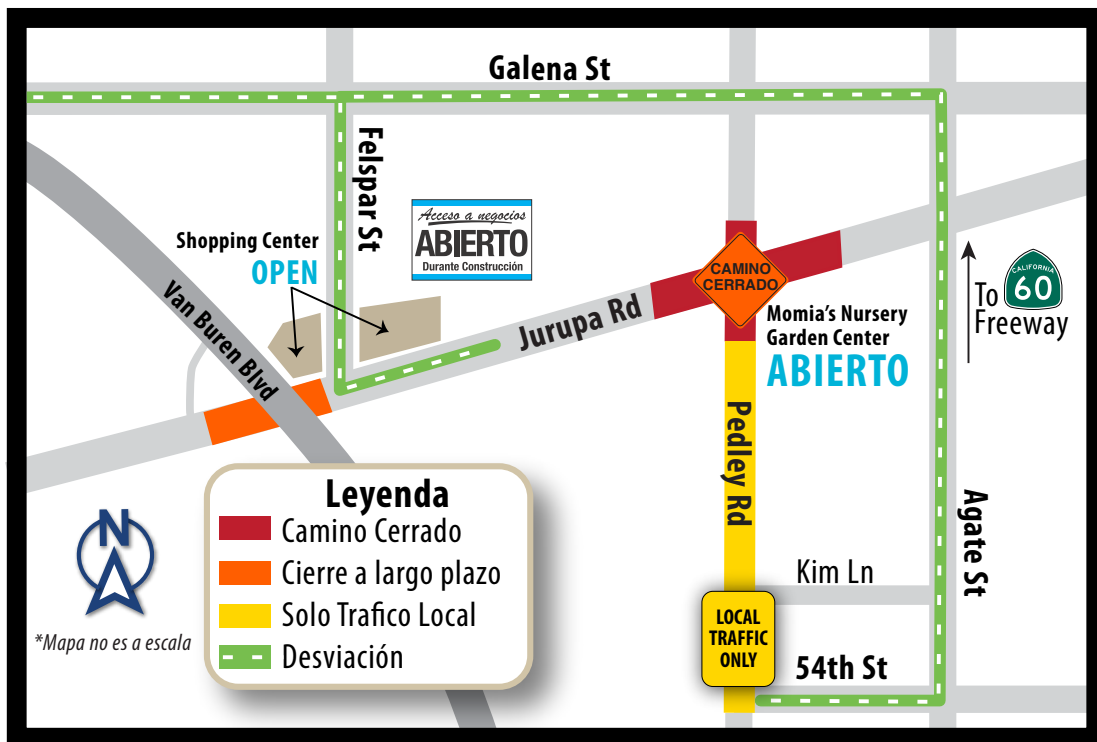 Galena St
Felspar St
Acceso a negocios
ABIERTO
Durante Construcción
Shopping Center
OPEN
Van Buren Blvd
Jurupa Rd
CAMINO
CERRADO
CALIFORNIA
60
To
Freeway
Momia's Nursery
Garden Center
ABIERTO
Pedley Rd
Agate St
Kim Ln
LOCAL
TRAFFIC
ONLY
54th St
N
*Mapa no es a escala
Leyenda
Camino Cerrado
Cierre a largo plazo
Solo Trafico Local
Desviación